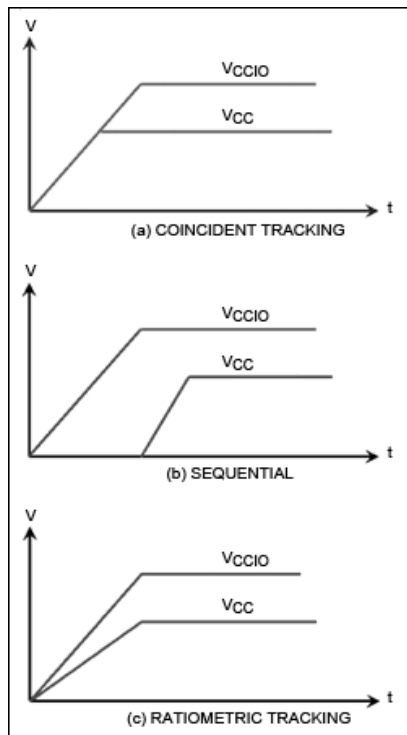 V
VCCIO
VCC
t
(a) COINCIDENT TRACKING
V
VCCIO
VCC
t
(b) SEQUENTIAL
V
VCCIO
VCC
t
(c) RATIOMETRIC TRACKING